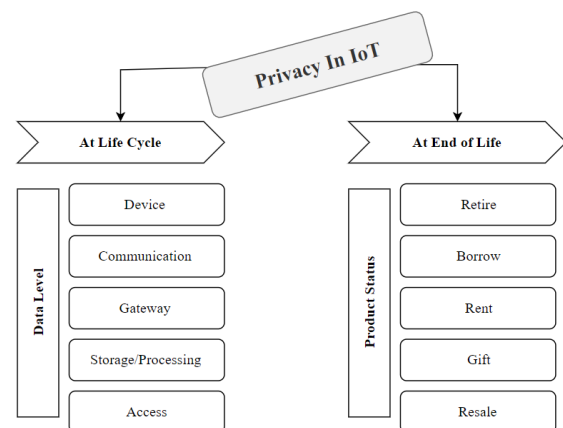 Privacy In IoT
At Life Cycle
At End of Life
Data Level
Device
Communication
Gateway
Storage/Processing
Access
Product Status
Retire
Borrow
Rent
Gift
Resale